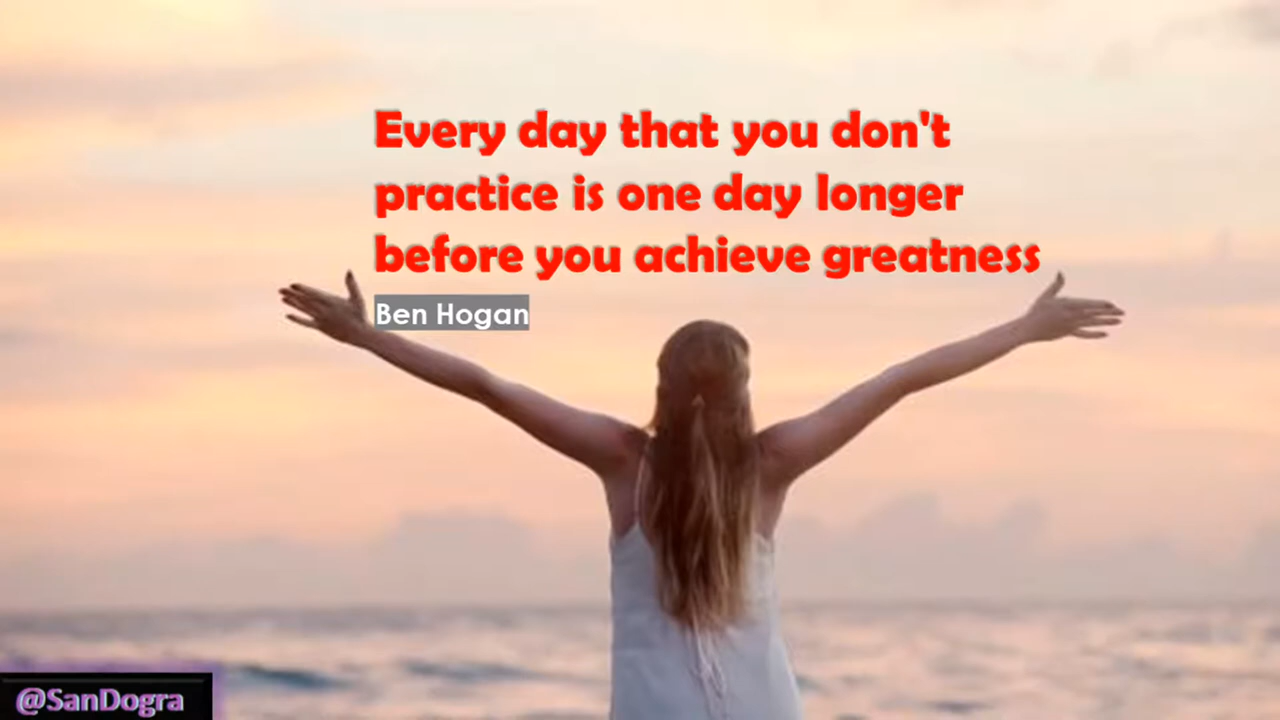 Every day that you don't
practice is one day longer
before you achieve greatness
Ben Hogan
@SanDogra